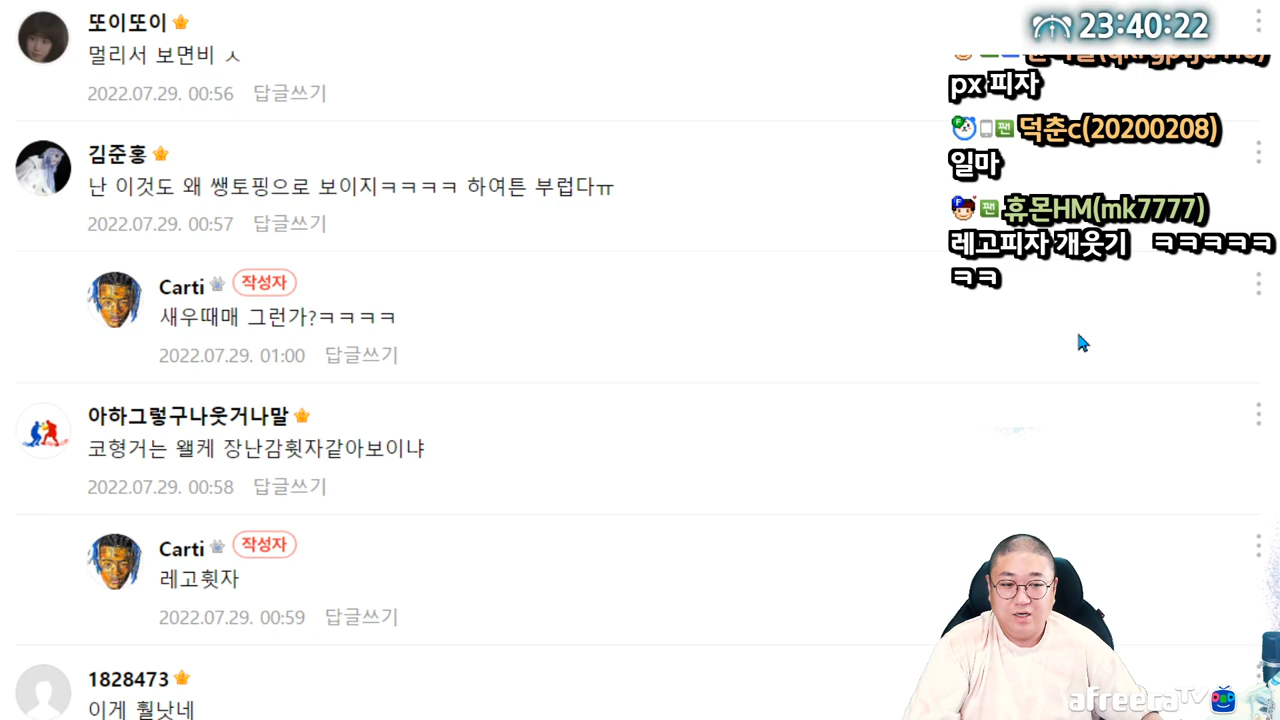 또이또이
멀리서 보면비 ㅅ
2022.07.29. 00:56 답글쓰기
김준홍
난 이것도 왜 쌩토핑으로 보이지ㅋㅋㅋㅋ 하여튼 부럽다ㅠ
2022.07.29. 00:57 답글쓰기
Carti 작성자
새우때매 그런가?ㅋㅋㅋㅋ
2022.07.29. 01:00 답글쓰기
아하그렇구나웃거나말
코형거는 왤케 장난감휫자같아보이냐
2022.07.29. 00:58 답글쓰기
Carti 작성자
레고휫자
2022.07.29. 00:59 답글쓰기
1828473
이게 훨낫네
23:40:22
px 피자
덕춘c(20200208)
일마
휴몬HM(mk7777)
레고피자 개웃기 ㅋㅋㅋㅋㅋ
ㅋㅋ
afreecaTV